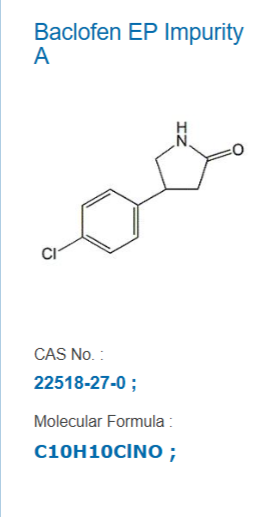 Baclofen EP Impurity
A
H
N
O
Cl
CAS No. :
22518-27-0 ;
Molecular Formula :
C10H10ClNO ;